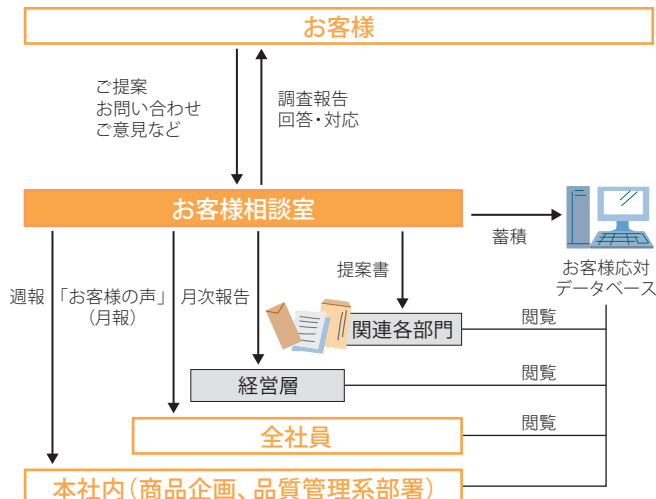 お客様
ご提案
お問い合わせ
ご意見など
調査報告
回答・対応
お客様相談室
蓄積
お客様応対
データベース
週報
「お客様の声」
（月報）
月次報告
提案書
関連各部門
閲覧
経営層
閲覧
全社員
閲覧
本社内（商品企画、品質管理系部署）